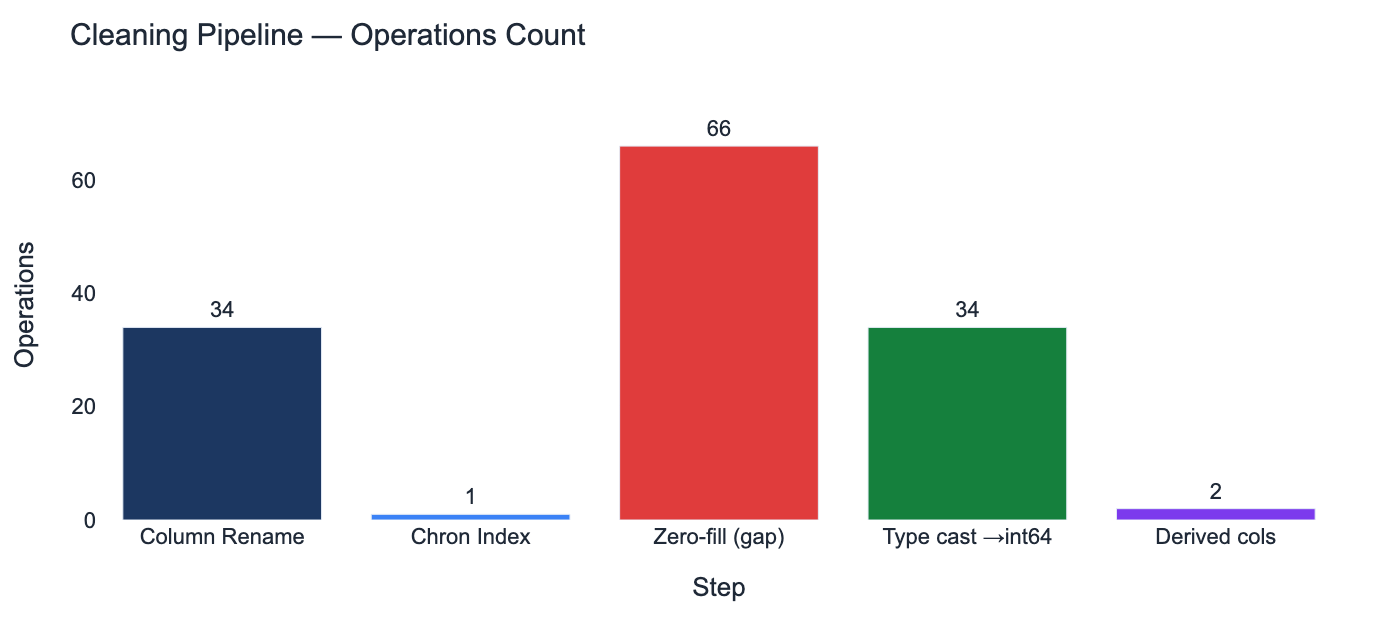 Cleaning Pipeline — Operations Count
Operations
60
40
20
0
34
1
66
34
2
Column Rename
Chron Index
Zero-fill (gap)
Type cast →int64
Derived cols
Step